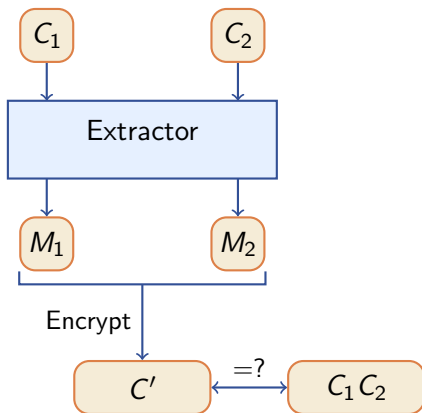 C₁ C₂
Extractor
M₁ M₂
Encrypt
C′ =? C₁C₂